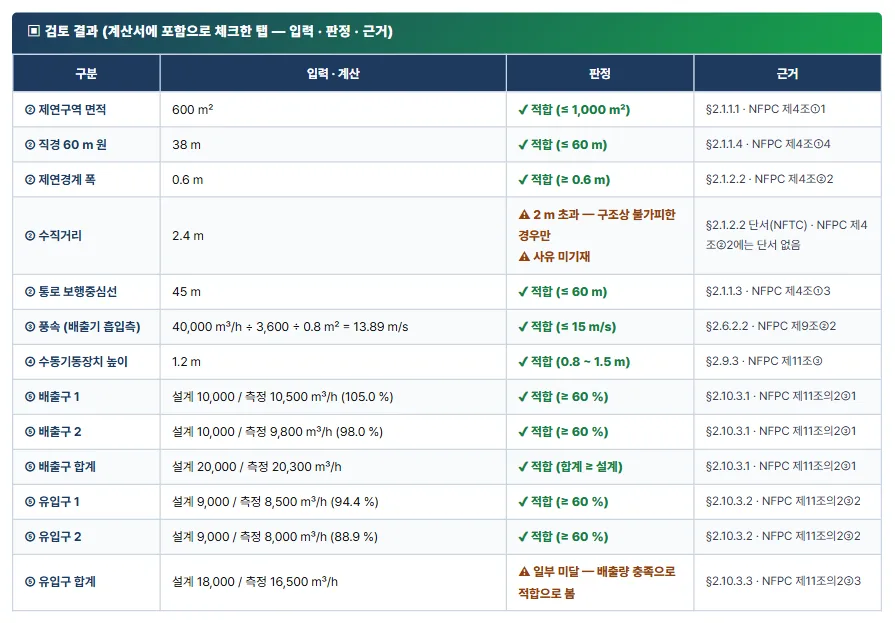 ▣ 검토 결과 (계산서에 포함으로 체크한 탭 — 입력 · 판정 · 근거)
구분 입력 · 계산 판정 근거
② 제연구역 면적 600 m² ✓ 적합 (≤ 1,000 m²) §2.1.1.1 · NFPC 제4조①1
② 직경 60 m 원 38 m ✓ 적합 (≤ 60 m) §2.1.1.4 · NFPC 제4조①4
② 제연경계 폭 0.6 m ✓ 적합 (≥ 0.6 m) §2.1.2.2 · NFPC 제4조②2
② 수직거리 2.4 m ⚠ 2 m 초과 — 구조상 불가피한 경우만 ⚠ 사유 미기재 §2.1.2.2 단서(NFTC) · NFPC 제4조②2에는 단서 없음
② 통로 보행중심선 45 m ✓ 적합 (≤ 60 m) §2.1.1.3 · NFPC 제4조①3
③ 풍속 (배출기 흡입측) 40,000 m³/h ÷ 3,600 ÷ 0.8 m² = 13.89 m/s ✓ 적합 (≤ 15 m/s) §2.6.2.2 · NFPC 제9조②2
④ 수동기동장치 높이 1.2 m ✓ 적합 (0.8 ~ 1.5 m) §2.9.3 · NFPC 제11조③
⑤ 배출구 1 설계 10,000 / 측정 10,500 m³/h (105.0 %) ✓ 적합 (≥ 60 %) §2.10.3.1 · NFPC 제11조의2③1
⑤ 배출구 2 설계 10,000 / 측정 9,800 m³/h (98.0 %) ✓ 적합 (≥ 60 %) §2.10.3.1 · NFPC 제11조의2③1
⑤ 배출구 합계 설계 20,000 / 측정 20,300 m³/h ✓ 적합 (합계 ≥ 설계) §2.10.3.1 · NFPC 제11조의2③1
⑤ 유입구 1 설계 9,000 / 측정 8,500 m³/h (94.4 %) ✓ 적합 (≥ 60 %) §2.10.3.2 · NFPC 제11조의2③2
⑤ 유입구 2 설계 9,000 / 측정 8,000 m³/h (88.9 %) ✓ 적합 (≥ 60 %) §2.10.3.2 · NFPC 제11조의2③2
⑤ 유입구 합계 설계 18,000 / 측정 16,500 m³/h ⚠ 일부 미달 — 배출량 충족으로 적합으로 봄 §2.10.3.3 · NFPC 제11조의2③3